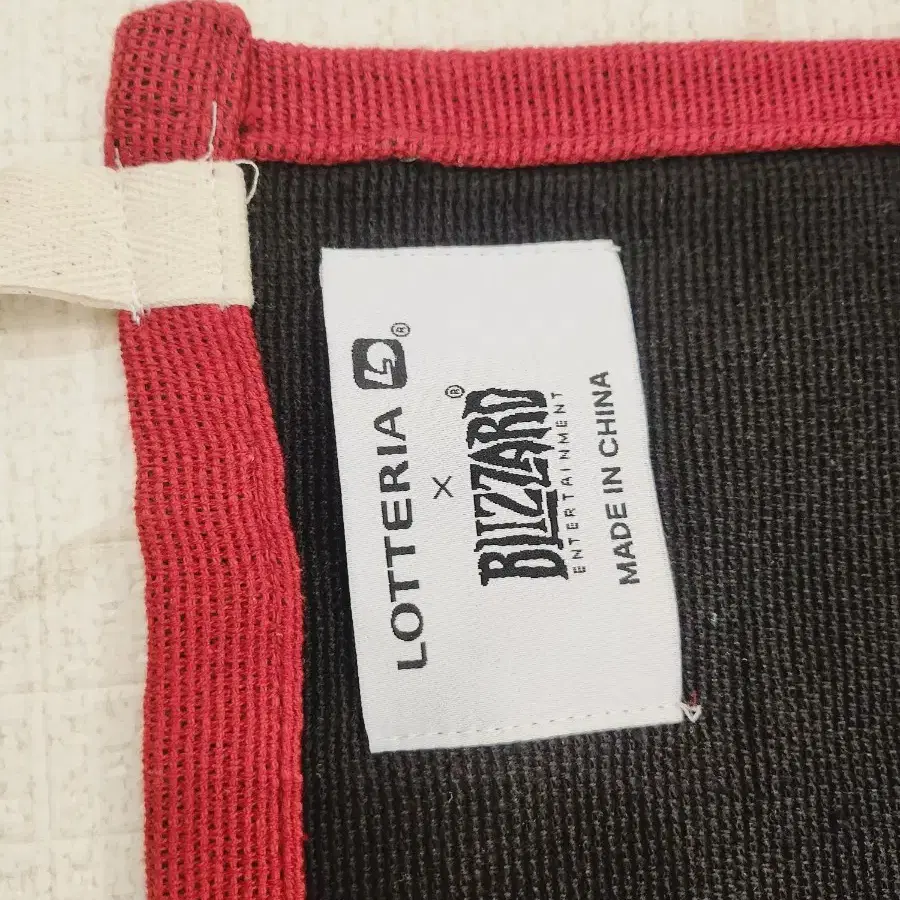 LOTTERIA L®
×
BLIZZARD®
ENTERTAINMENT
MADE IN CHINA